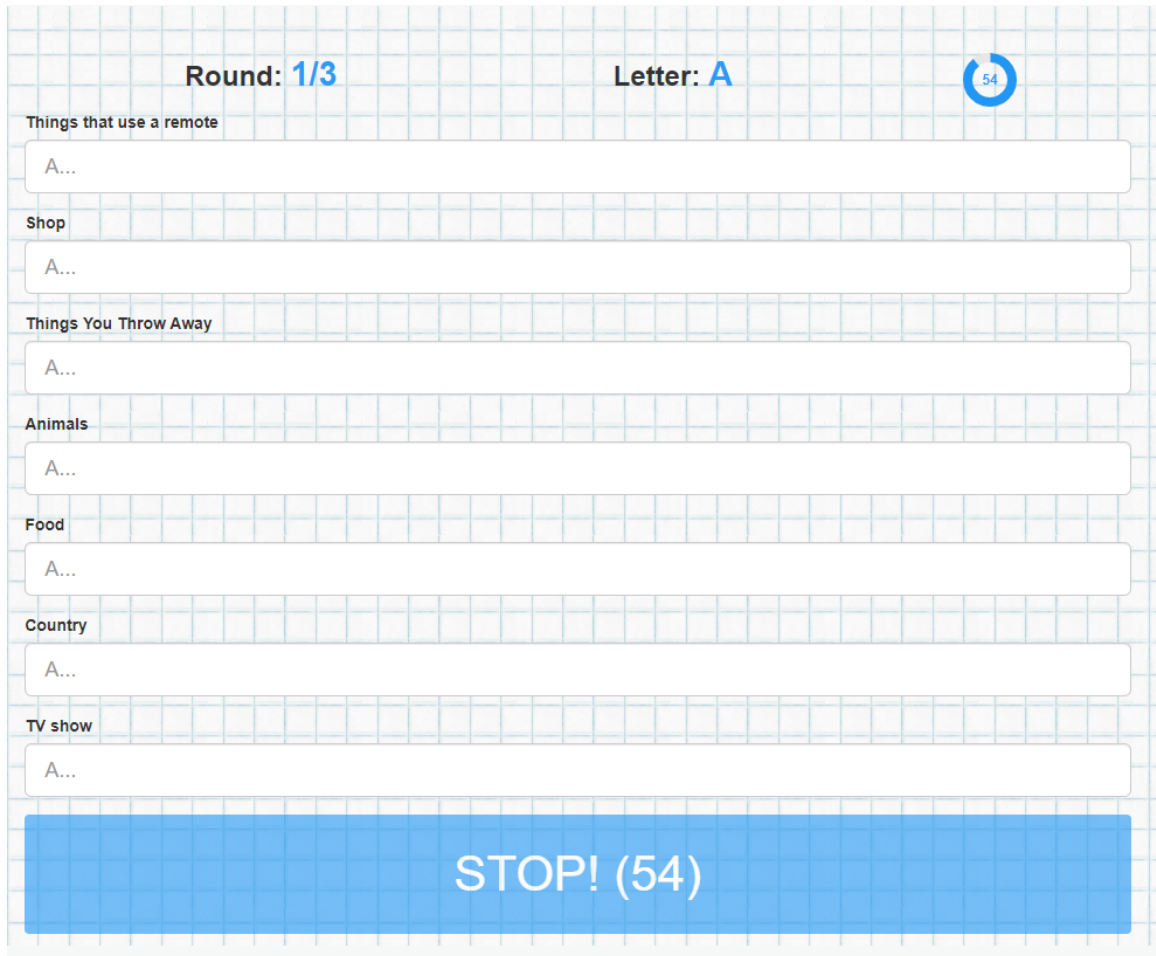 Round: 1/3 Letter: A 54
Things that use a remote
A...
Shop
A...
Things You Throw Away
A...
Animals
A...
Food
A...
Country
A...
TV show
A...
STOP! (54)